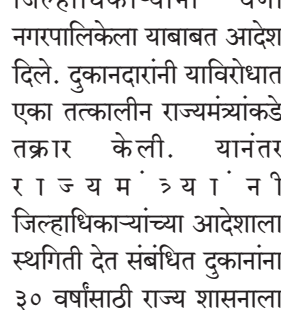 नगरपालिकेला याबाबत आदेश
दिले. दुकानदारांनी याविरोधात
एका तत्कालीन राज्यमंत्र्यांकडे
तक्रार केली. यानंतर
राज्यमंत्र्यांनी
जिल्हाधिकाऱ्यांच्या आदेशाला
स्थगिती देत संबंधित दुकानांना
३० वर्षांसाठी राज्य शासनाला